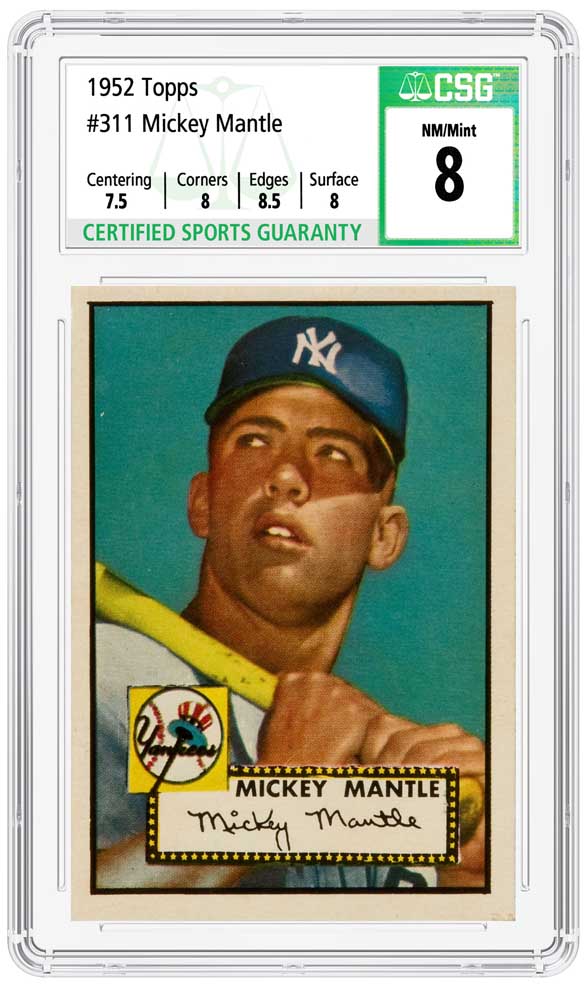 1952 Topps
#311 Mickey Mantle
Centering Corners Edges Surface
7.5 8 8.5 8
CERTIFIED SPORTS GUARANTY
CSG™
NM/Mint
8
NY
Yankees
MICKEY MANTLE
Mickey Mantle